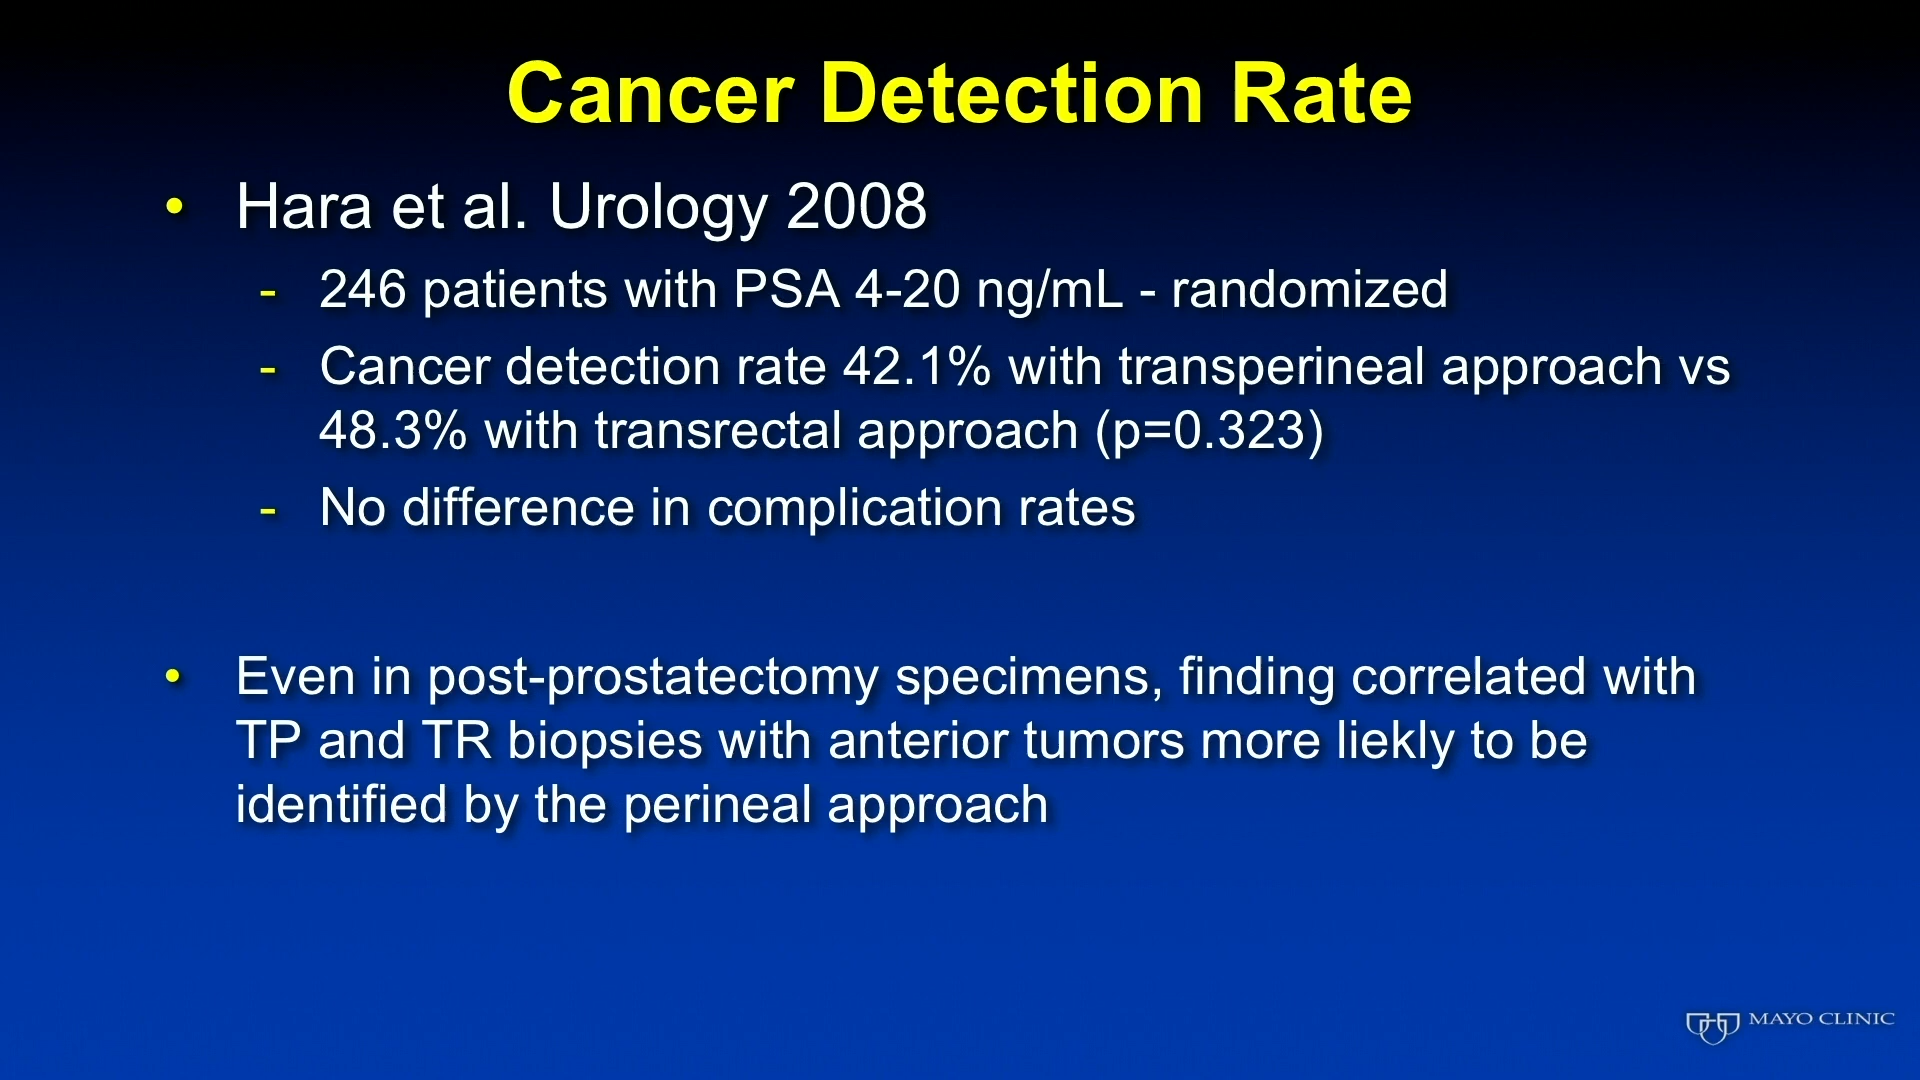 Cancer Detection Rate
• Hara et al. Urology 2008
- 246 patients with PSA 4-20 ng/mL - randomized
- Cancer detection rate 42.1% with transperineal approach vs
48.3% with transrectal approach (p=0.323)
- No difference in complication rates
• Even in post-prostatectomy specimens, finding correlated with
TP and TR biopsies with anterior tumors more liekly to be
identified by the perineal approach
MAYO CLINIC